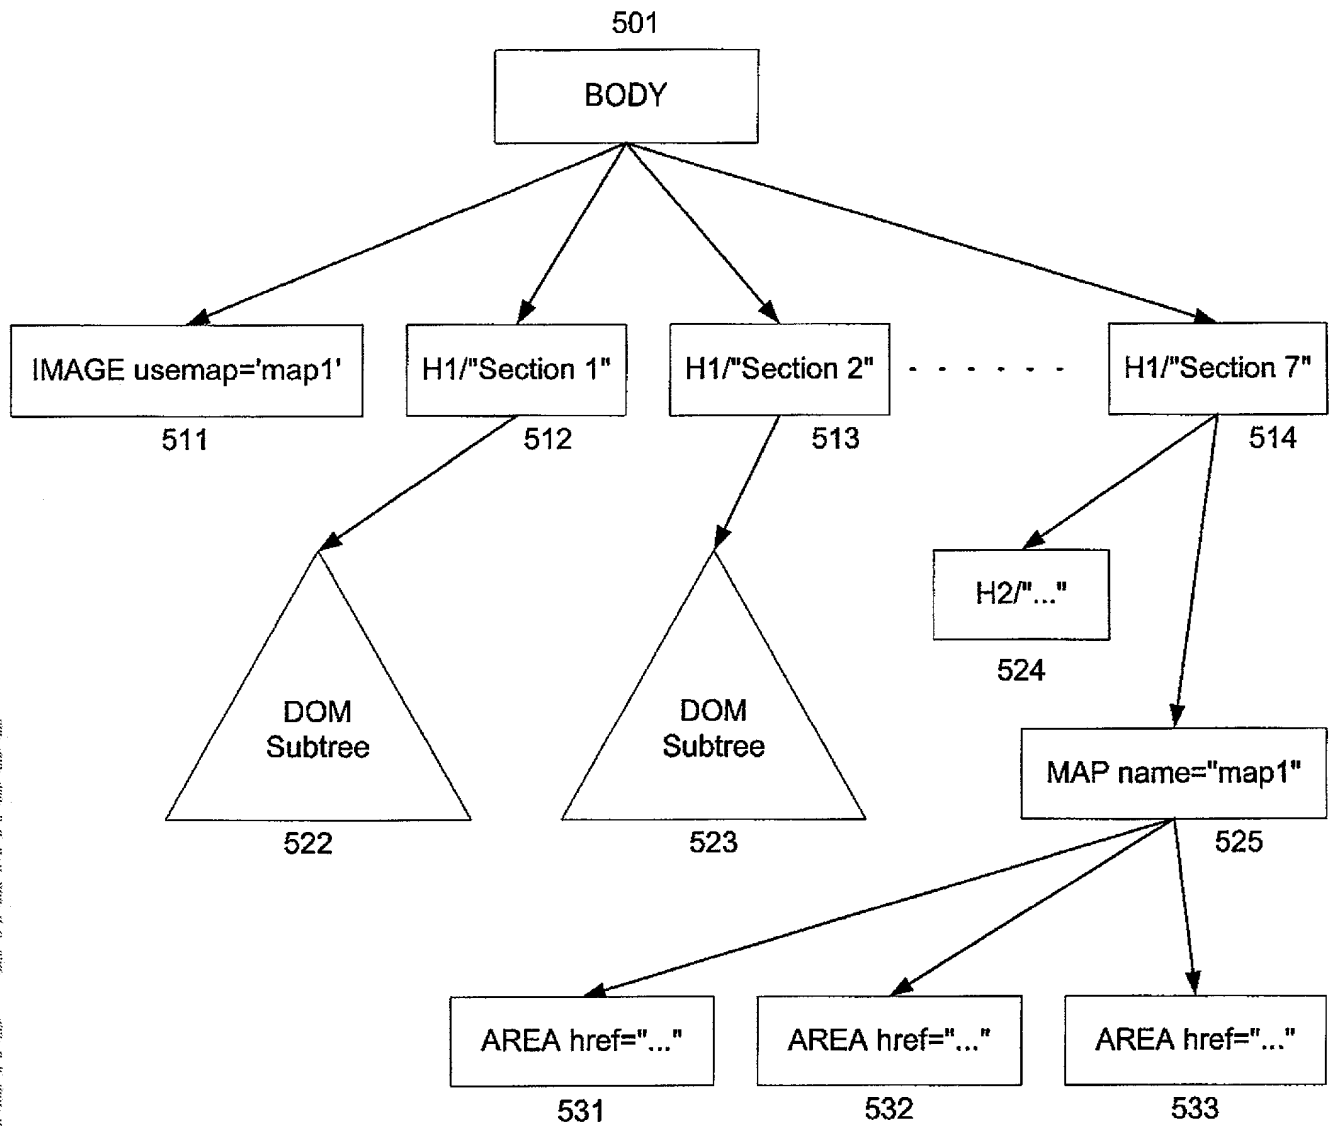 501
BODY
IMAGE usemap='map1'
H1/"Section 1"
H1/"Section 2"
. . . . . .
H1/"Section 7"
511
512
513
514
H2/"..."
524
DOM
Subtree
DOM
Subtree
MAP name="map1"
522
523
525
AREA href="..."
AREA href="..."
AREA href="..."
531
532
533